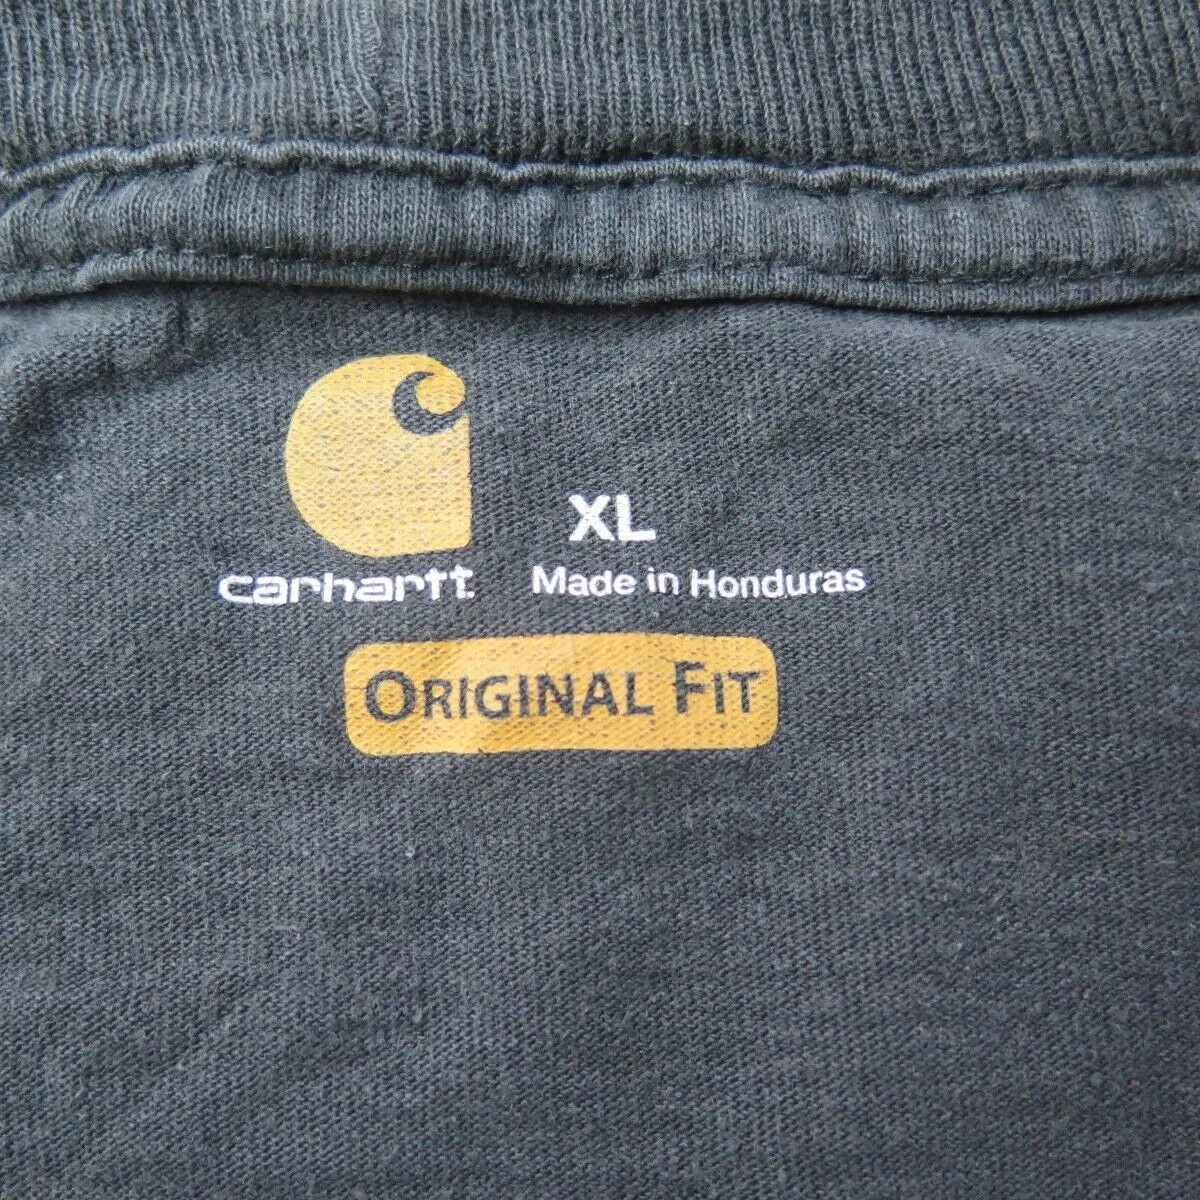 XL
carhartt Made in Honduras
ORIGINAL FIT